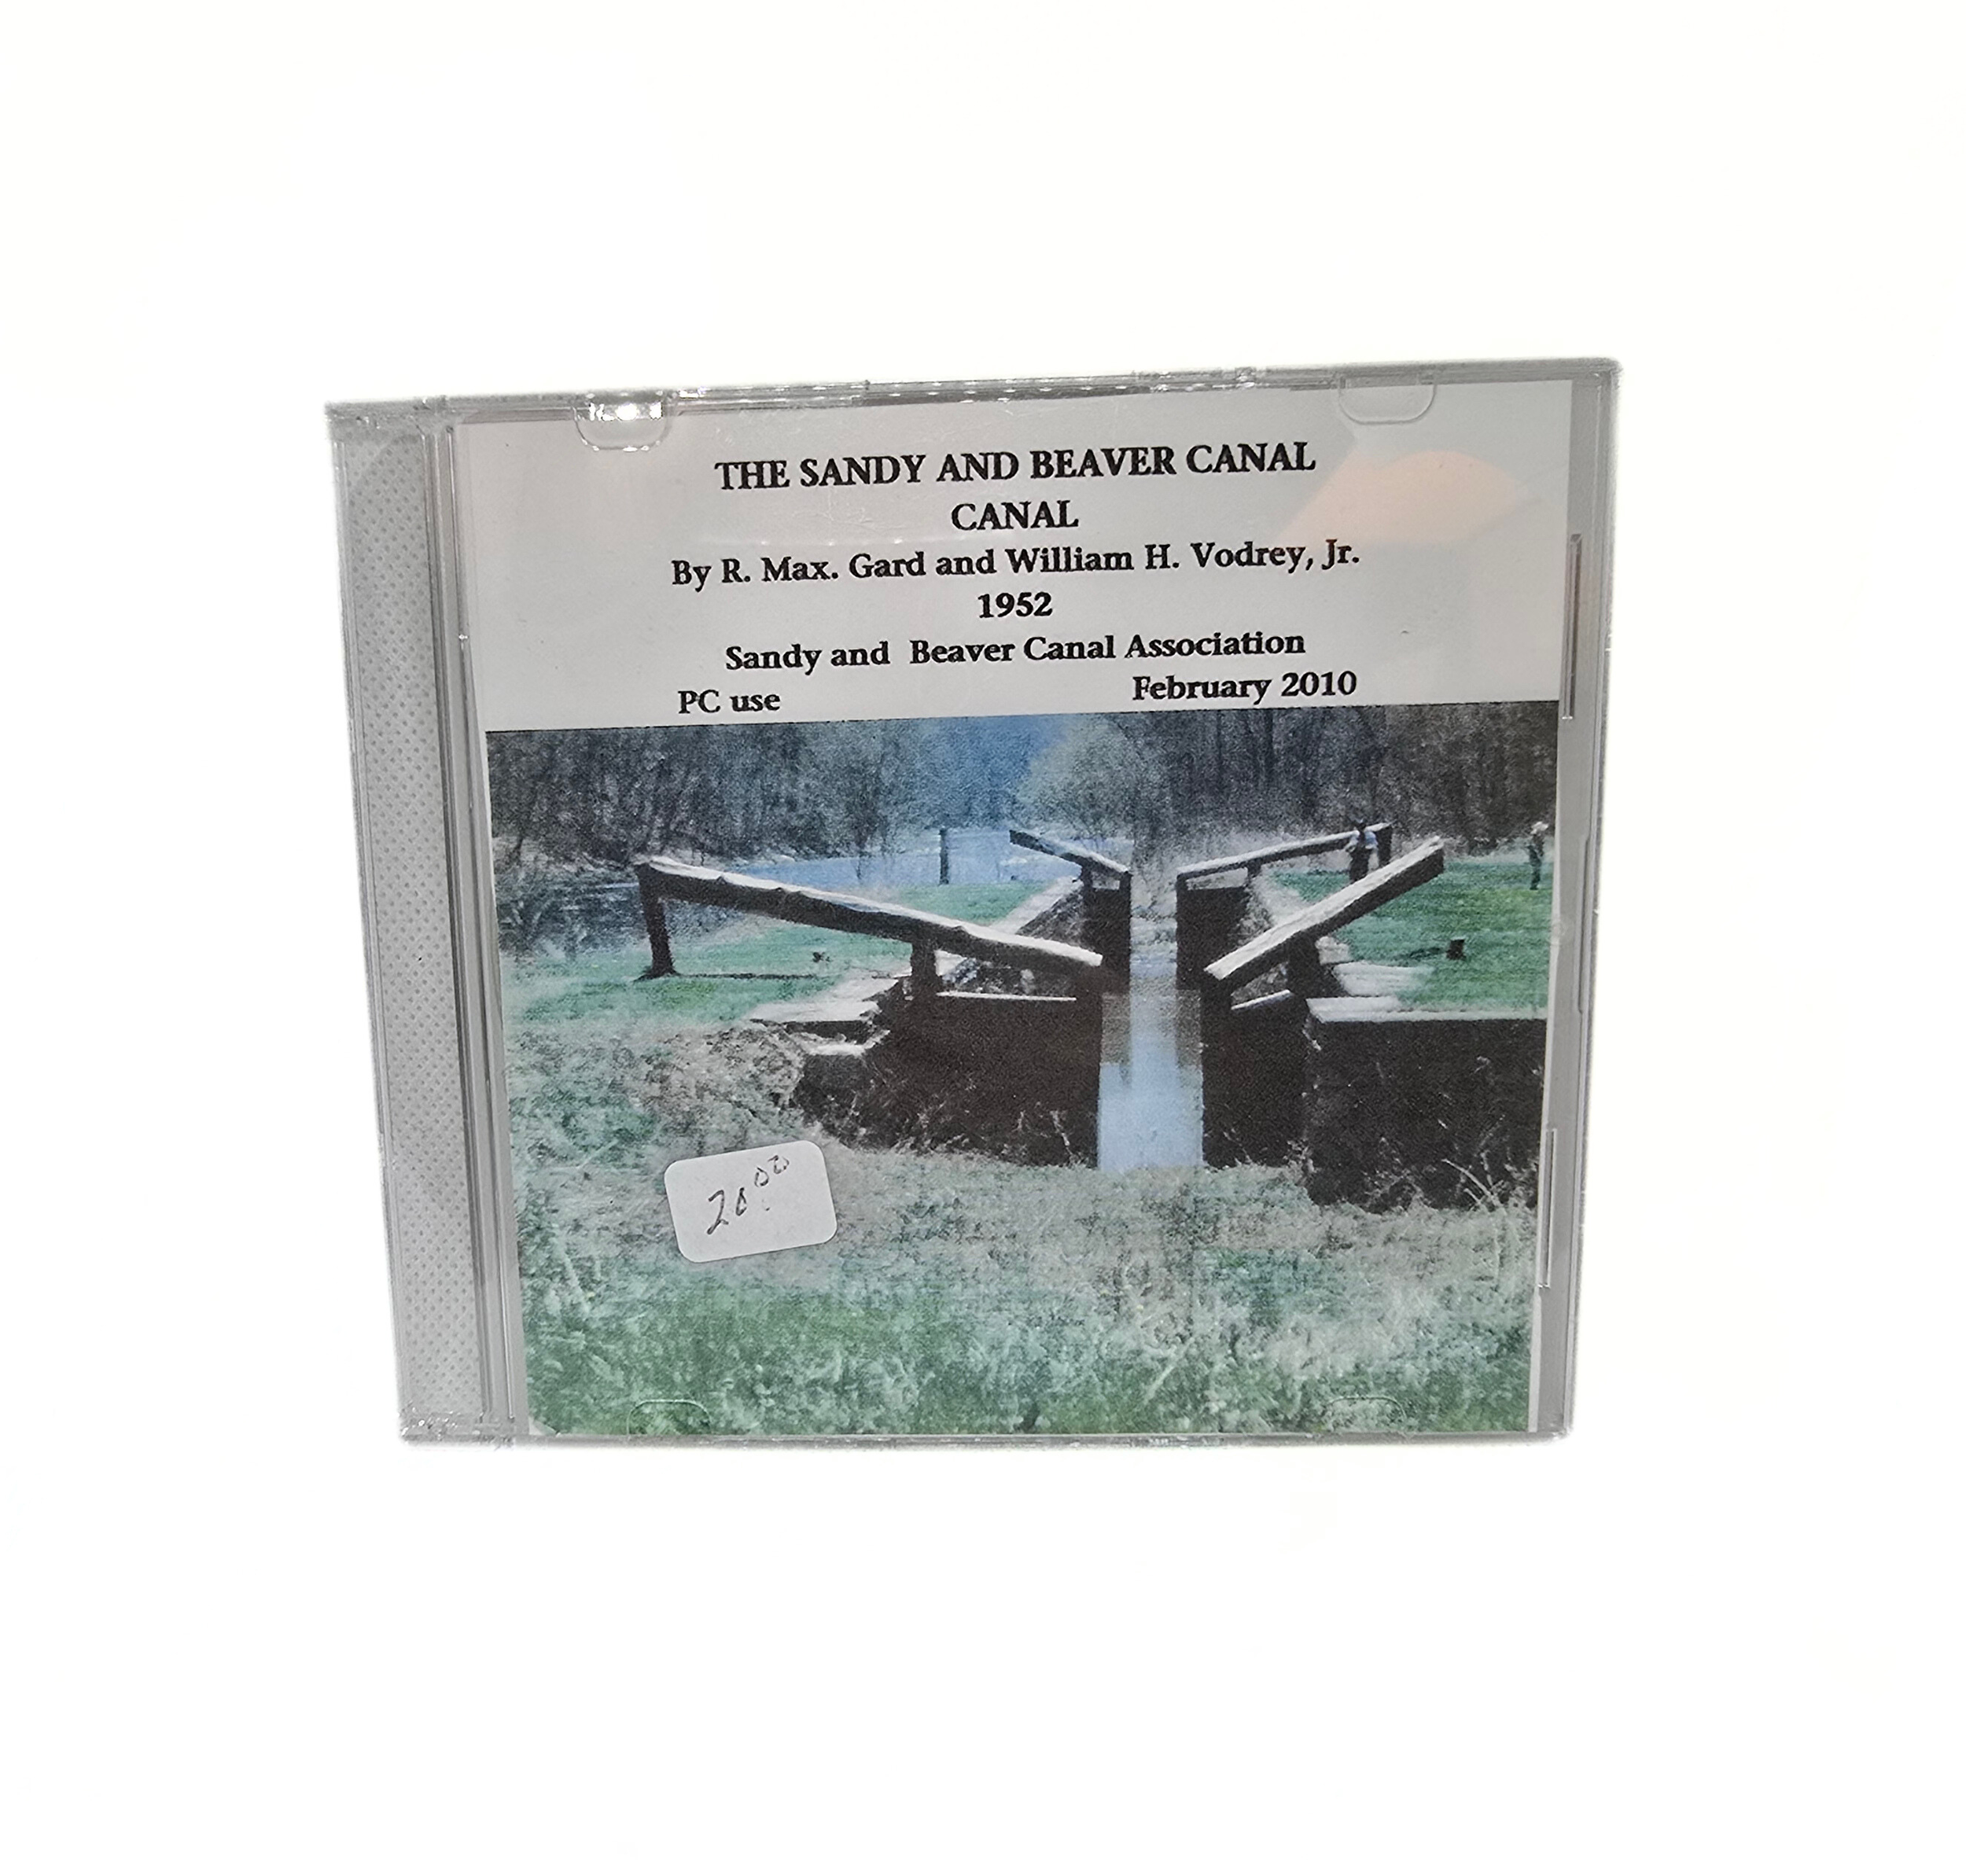 THE SANDY AND BEAVER CANAL
CANAL
By R. Max. Gard and William H. Vodrey, Jr.
1952
Sandy and Beaver Canal Association
PC use February 2010
20.00